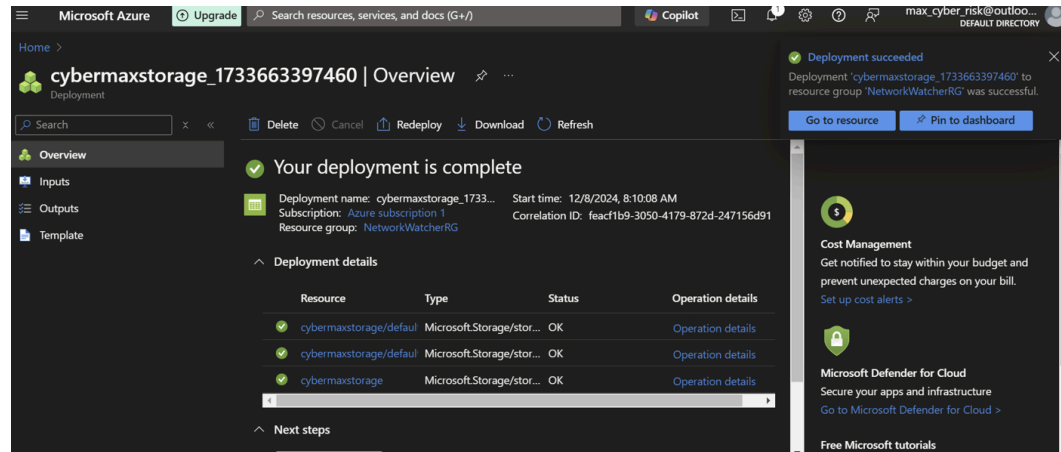 Microsoft Azure
Upgrade
Search resources, services, and docs (G+/)
Copilot
1
max_cyber_risk@outloo...
DEFAULT DIRECTORY
Home >
cybermaxstorage_1733663397460 | Overview
Deployment
Search
Overview
Inputs
Outputs
Template
Delete
Cancel
Redeploy
Download
Refresh
Your deployment is complete
Deployment name: cybermaxstorage_1733...
Subscription: Azure subscription 1
Resource group: NetworkWatcherRG
Start time: 12/8/2024, 8:10:08 AM
Correlation ID: feacf1b9-3050-4179-872d-247156d91
Deployment details
Resource Type Status Operation details
cybermaxstorage/defaul Microsoft.Storage/stor... OK Operation details
cybermaxstorage/defaul Microsoft.Storage/stor... OK Operation details
cybermaxstorage Microsoft.Storage/stor... OK Operation details
Next steps
Deployment succeeded
Deployment 'cybermaxstorage_1733663397460' to
resource group 'NetworkWatcherRG' was successful.
Go to resource
Pin to dashboard
$
Cost Management
Get notified to stay within your budget and
prevent unexpected charges on your bill.
Set up cost alerts >
Microsoft Defender for Cloud
Secure your apps and infrastructure
Go to Microsoft Defender for Cloud >
Free Microsoft tutorials